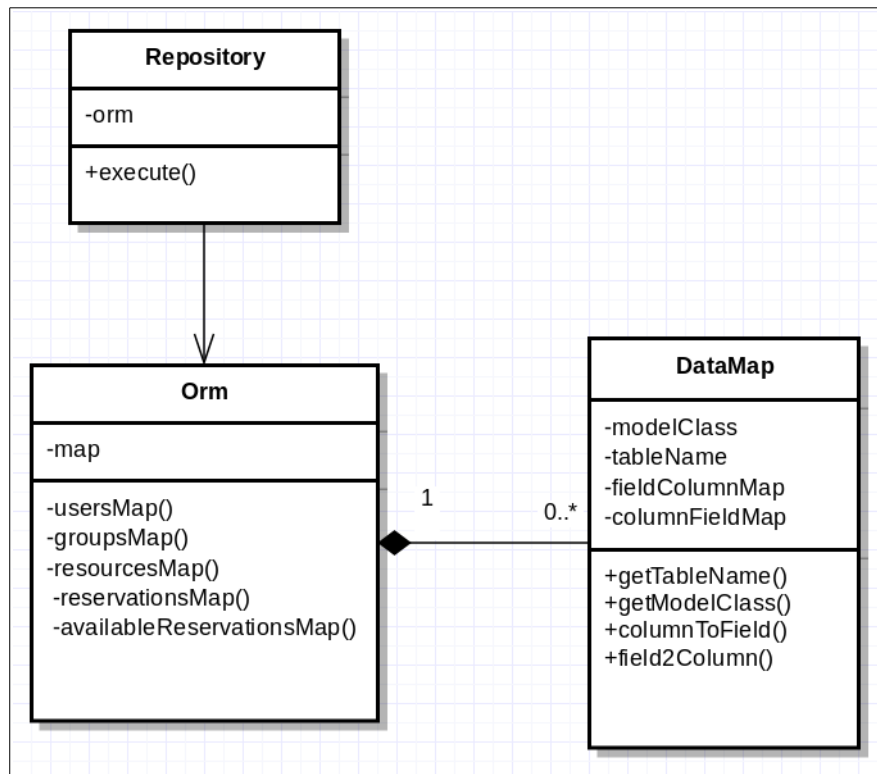 Repository
-orm
+execute()
Orm
-map
-usersMap()
-groupsMap()
-resourcesMap()
-reservationsMap()
-availableReservationsMap()
1
0..*
DataMap
-modelClass
-tableName
-fieldColumnMap
-columnFieldMap
+getTableName()
+getModelClass()
+columnToField()
+field2Column()